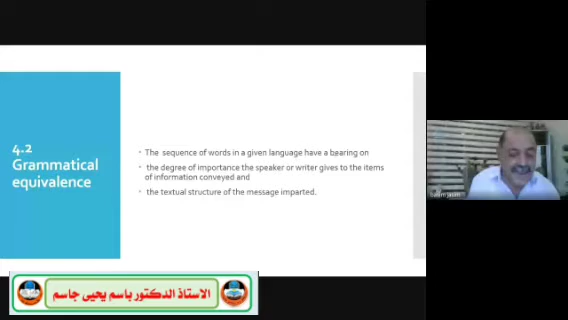 4.2
Grammatical
equivalence
• The sequence of words in a given language have a bearing on
• the degree of importance the speaker or writer gives to the items
of information conveyed and
• the textual structure of the message imparted.
الاستاذ الدكتور باسم يحيى جاسم